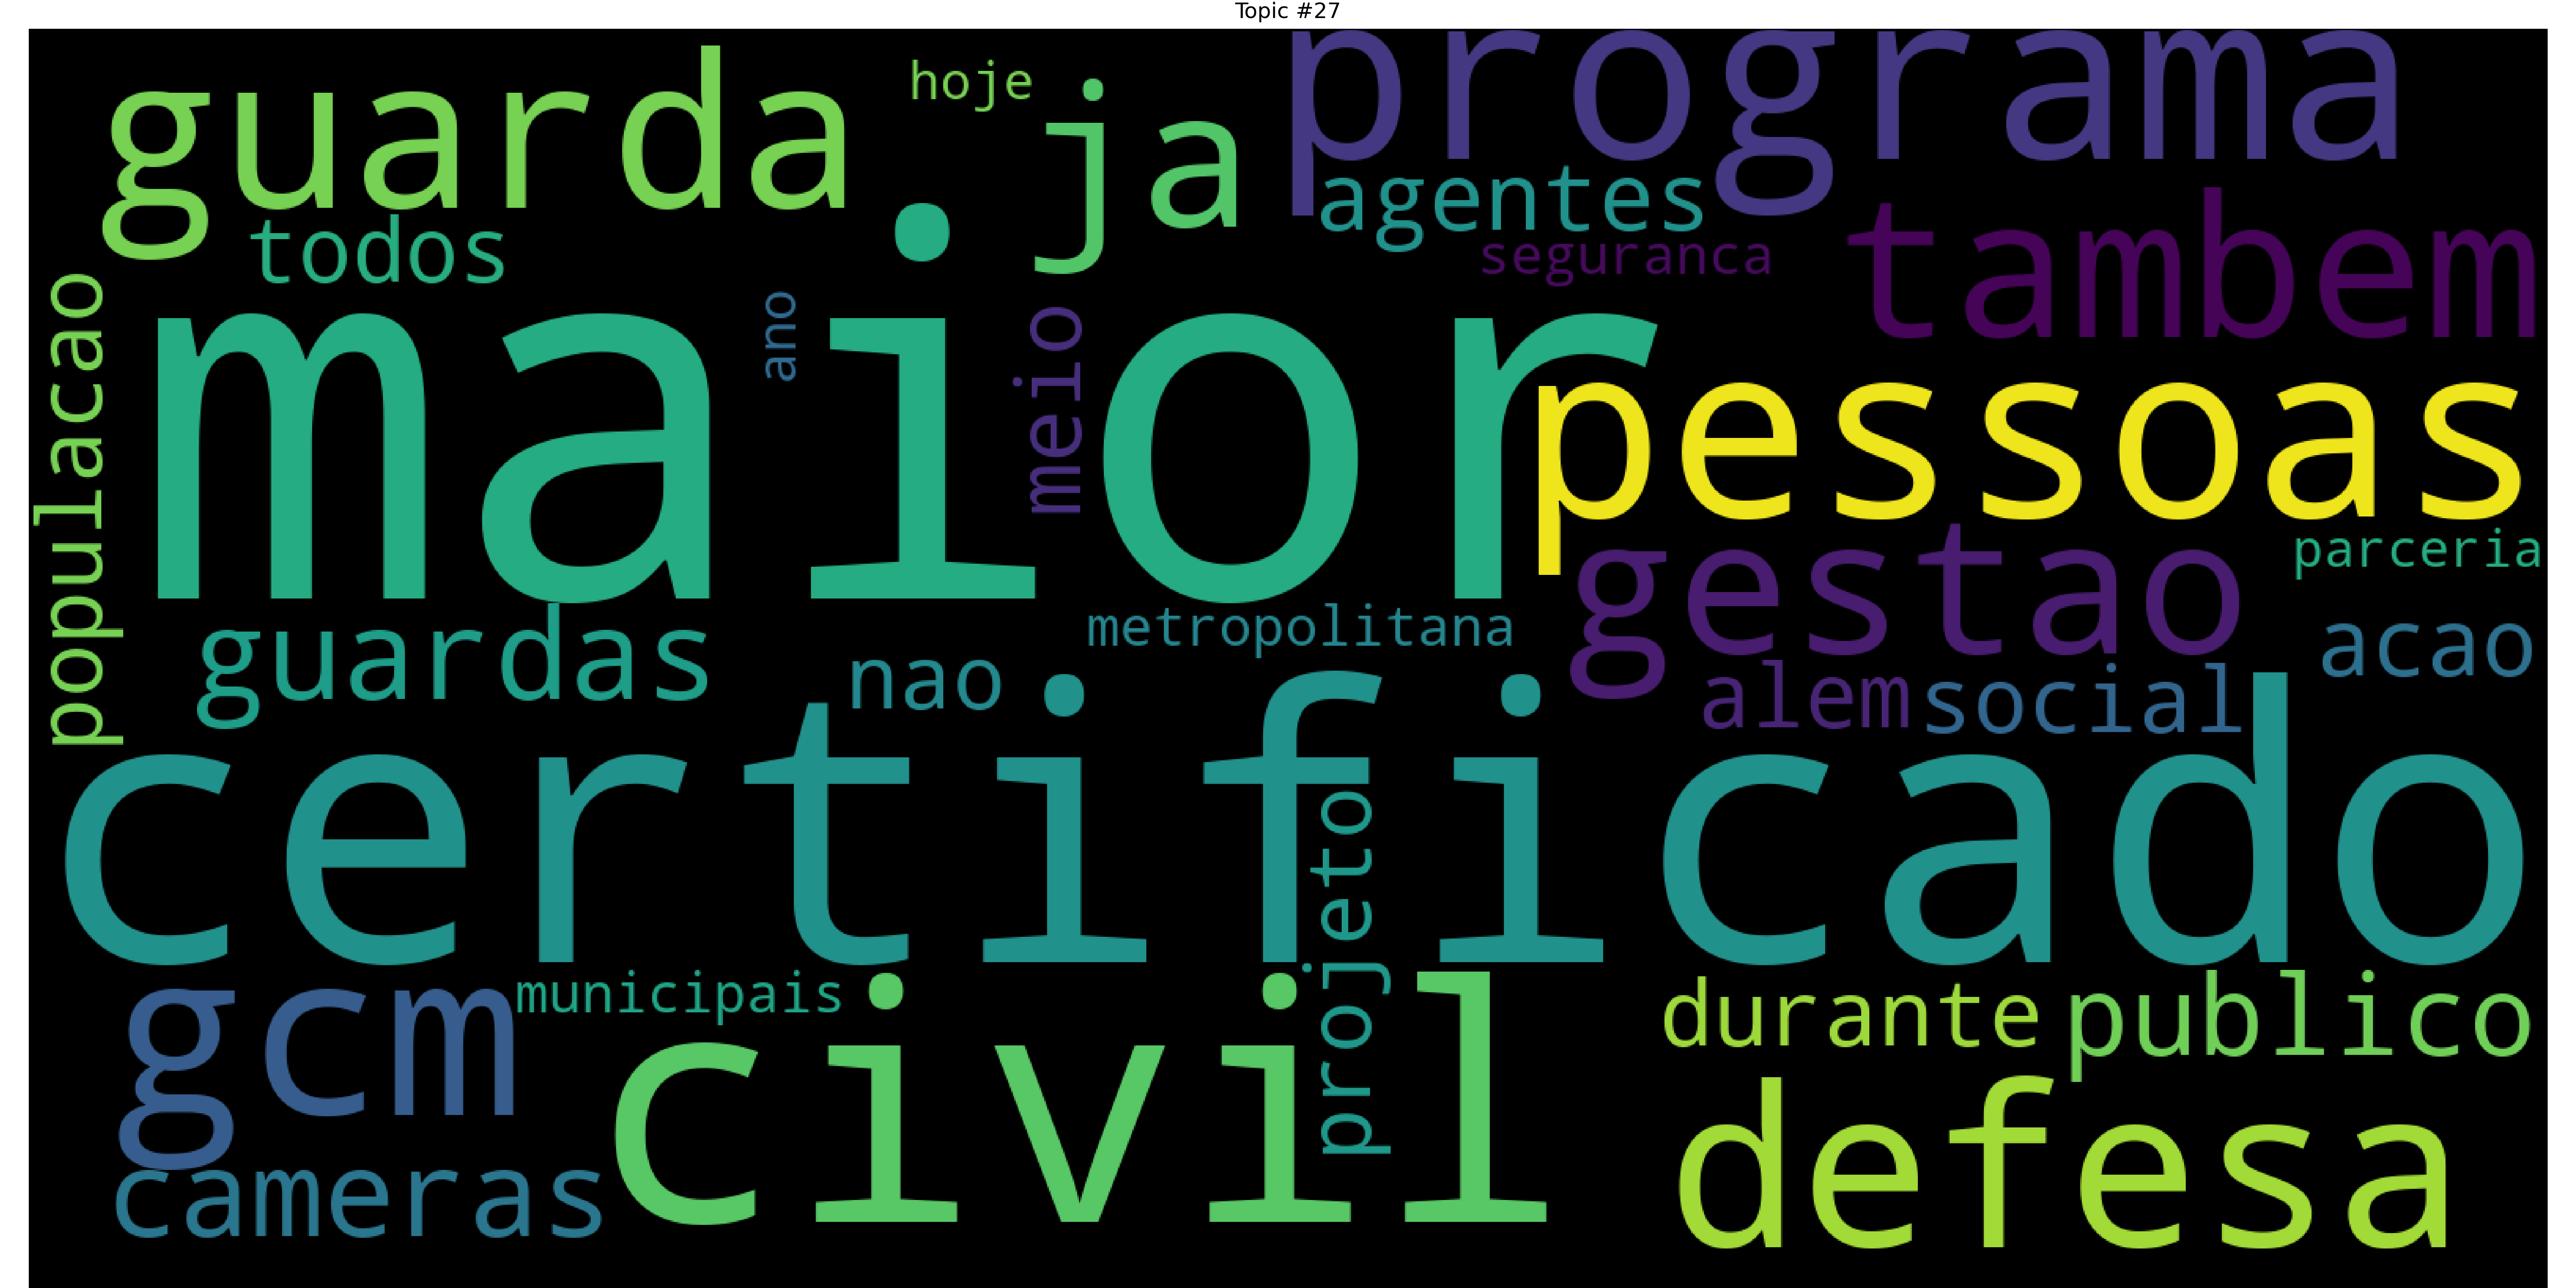 Topic #27
guarda
hoje
ja
programa
agentes
todos
seguranca
tambem
populacao
ano
meio
maior
pessoas
gestao
parceria
metropolitana
guardas
nao
alem
social
acao
certificado
projeto
gcm
municipais
civil
durante
publico
cameras
defesa